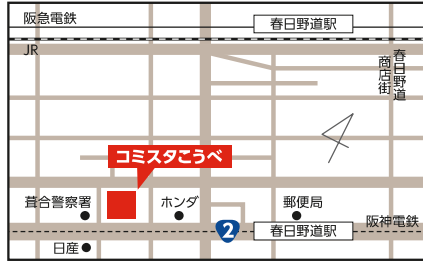 阪急電鉄
春日野道駅
JR
春日野道
商店街
コミスタこうべ
葺合警察署
ホンダ
郵便局
2
春日野道駅
阪神電鉄
日産